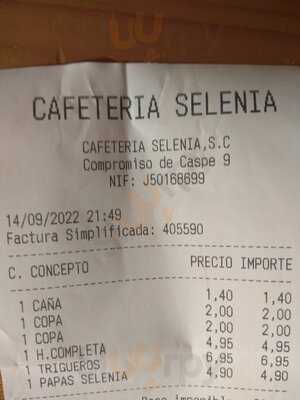 CAFETERIA SELENIA
CAFETERIA SELENIA,S.C
Compromiso de Caspe 9
NIF: J50168699
14/09/2022 21:49
Factura Simplificada: 405590
C. CONCEPTO PRECIO IMPORTE
1 CAÑA 1,40 1,40
1 COPA 2,00 2,00
1 COPA 2,00 2,00
1 H.COMPLETA 4,95 4,95
1 TRIGUEROS 6,95 6,95
1 PAPAS SELENIA 4,90 4,90